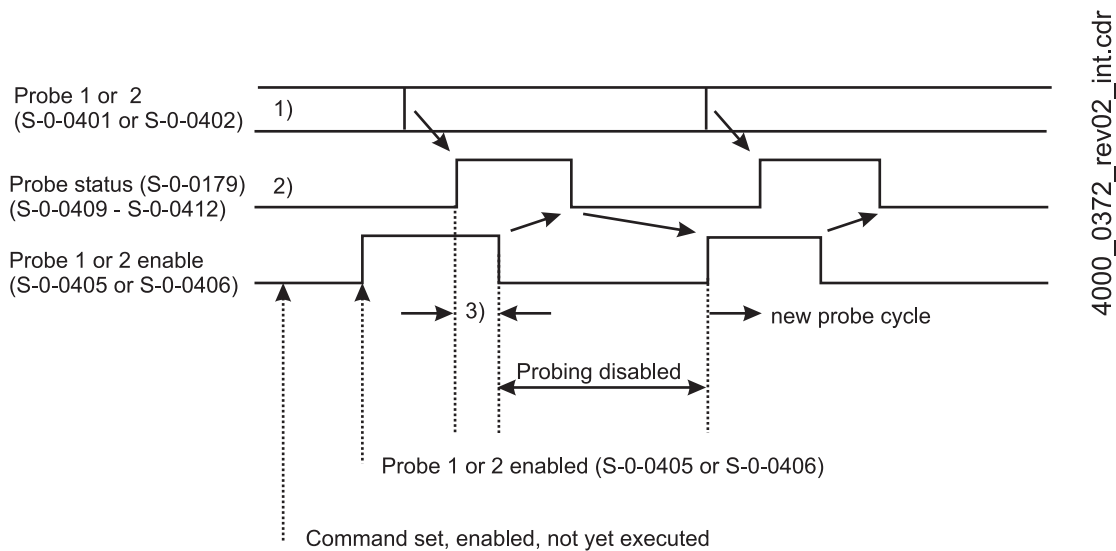 Probe 1 or 2
(S-0-0401 or S-0-0402)
1)
Probe status (S-0-0179)
(S-0-0409 - S-0-0412)
2)
Probe 1 or 2 enable
(S-0-0405 or S-0-0406)
3)
new probe cycle
Probing disabled
Probe 1 or 2 enabled (S-0-0405 or S-0-0406)
Command set, enabled, not yet executed
4000_0372_rev02_int.cdr